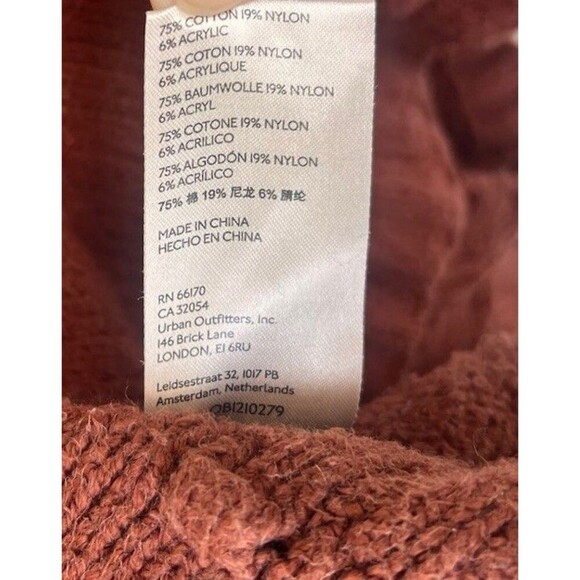 75% COTTON 19% NYLON
6% ACRYLIC
75% COTON 19% NYLON
6% ACRYLIQUE
75% BAUMWOLLE 19% NYLON
6% ACRYL
75% COTONE 19% NYLON
6% ACRILICO
75% ALGODÓN 19% NYLON
6% ACRÍLICO
75% 棉 19% 尼龙 6% 腈纶
MADE IN CHINA
HECHO EN CHINA
RN 66170
CA 32054
Urban Outfitters, Inc.
146 Brick Lane
LONDON, E1 6RU
Leidsestraat 32, 1017 PB
Amsterdam, Netherlands
OB1210279